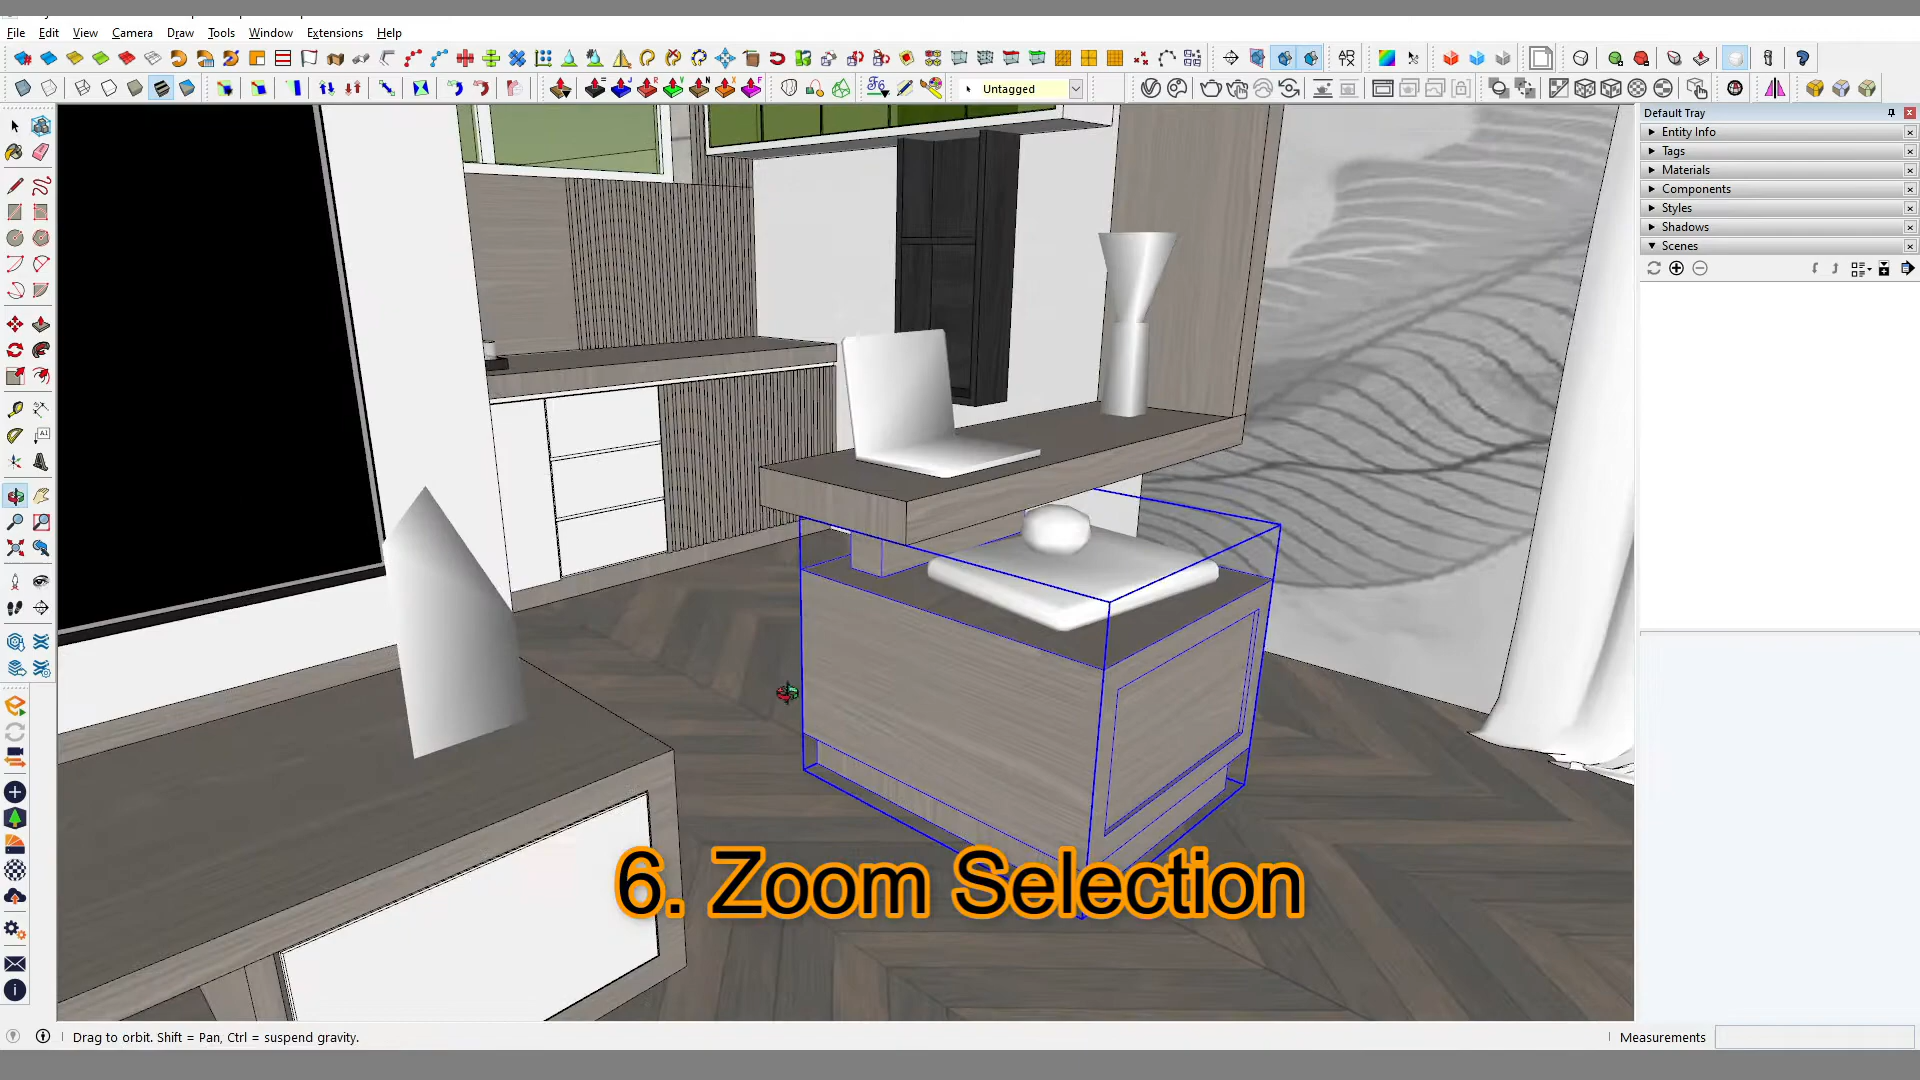 File Edit View Camera Draw Tools Window Extensions Help
Untagged
Default Tray
Entity Info
Tags
Materials
Components
Styles
Shadows
Scenes
6. Zoom Selection
Drag to orbit. Shift = Pan, Ctrl = suspend gravity.
Measurements